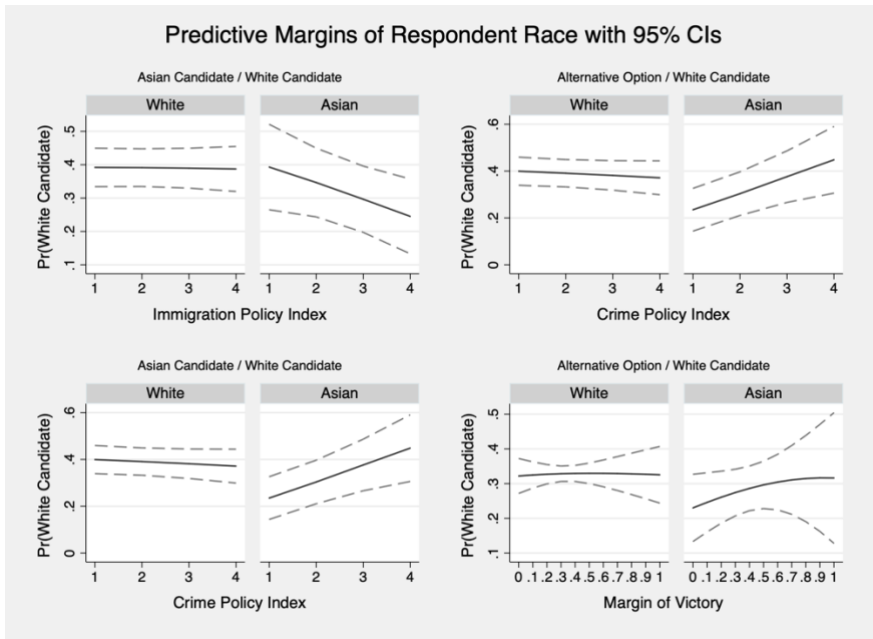 Predictive Margins of Respondent Race with 95% CIs
Asian Candidate / White Candidate
White Asian
Pr(White Candidate)
.5
.4
.3
.2
.1
1 2 3 4 1 2 3 4
Immigration Policy Index
Alternative Option / White Candidate
White Asian
Pr(White Candidate)
.6
.4
.2
0
1 2 3 4 1 2 3 4
Crime Policy Index
Asian Candidate / White Candidate
White Asian
Pr(White Candidate)
.6
.4
.2
0
1 2 3 4 1 2 3 4
Crime Policy Index
Alternative Option / White Candidate
White Asian
Pr(White Candidate)
.5
.4
.3
.2
.1
0 .1 .2 .3 .4 .5 .6 .7 .8 .9 1 0 .1 .2 .3 .4 .5 .6 .7 .8 .9 1
Margin of Victory